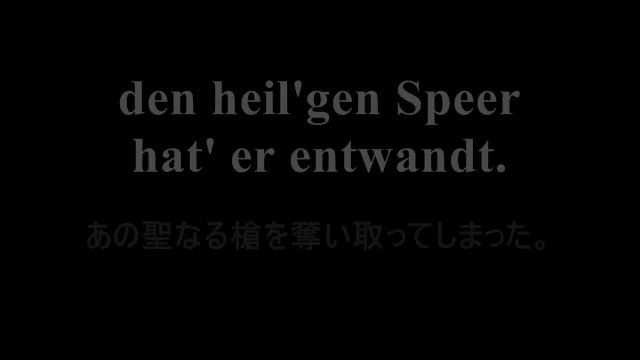 den heil'gen Speer
hat' er entwandt.
あの聖なる槍を奪い取ってしまった。